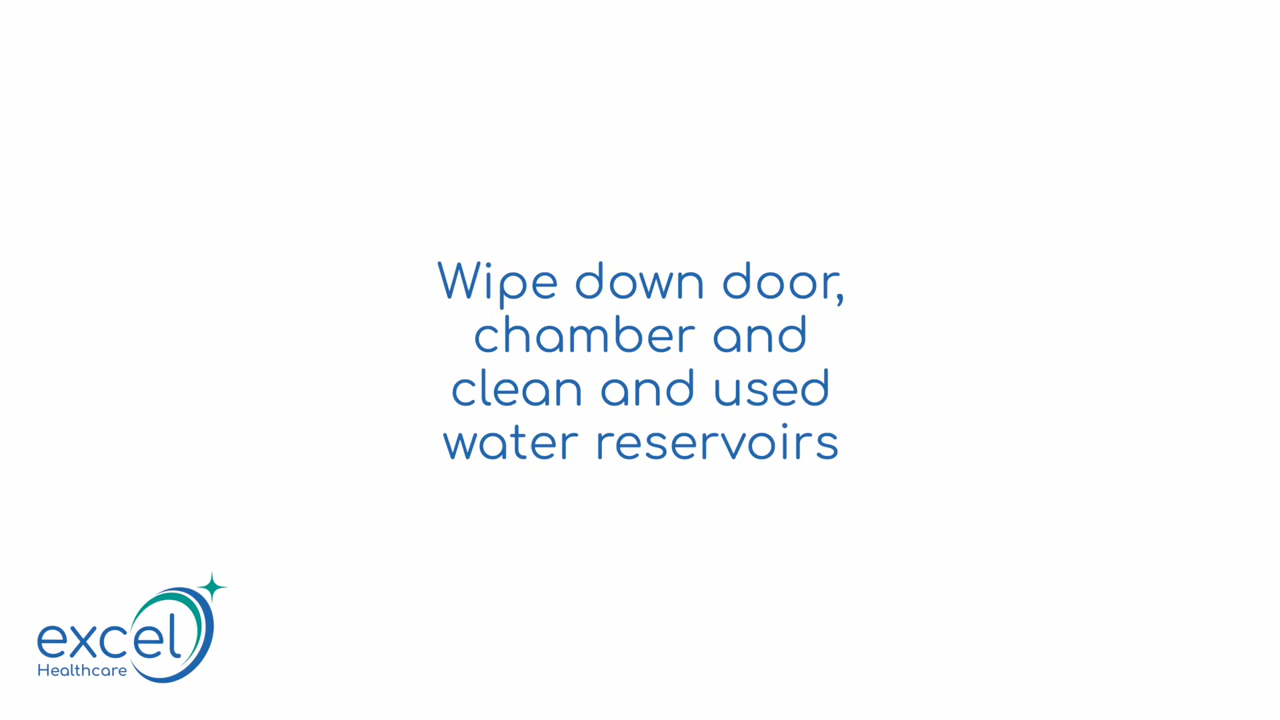 Wipe down door,
chamber and
clean and used
water reservoirs
excel
Healthcare